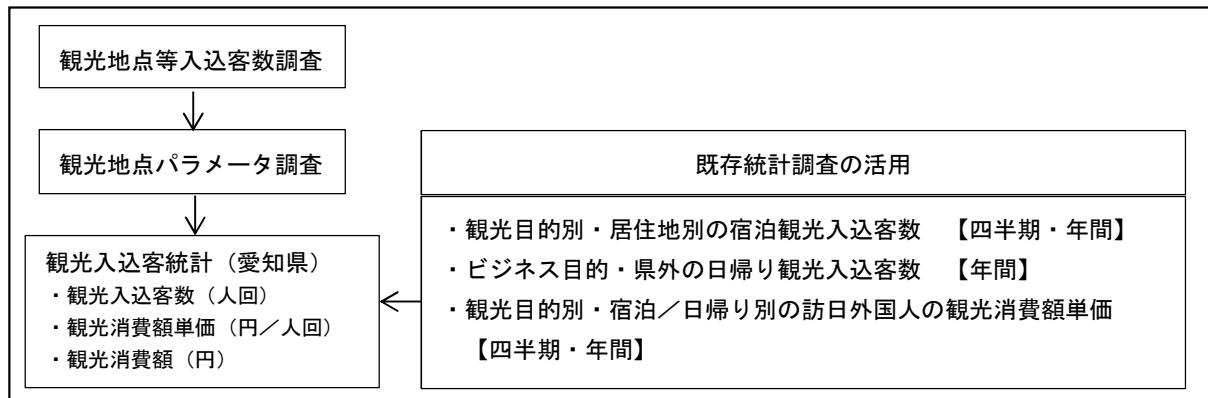 観光地点等入込客数調査
観光地点パラメータ調査
観光入込客統計（愛知県）
・観光入込客数（人回）
・観光消費額単価（円／人回）
・観光消費額（円）
既存統計調査の活用
・観光目的別・居住地別の宿泊観光入込客数　【四半期・年間】
・ビジネス目的・県外の日帰り観光入込客数　【年間】
・観光目的別・宿泊／日帰り別の訪日外国人の観光消費額単価
【四半期・年間】